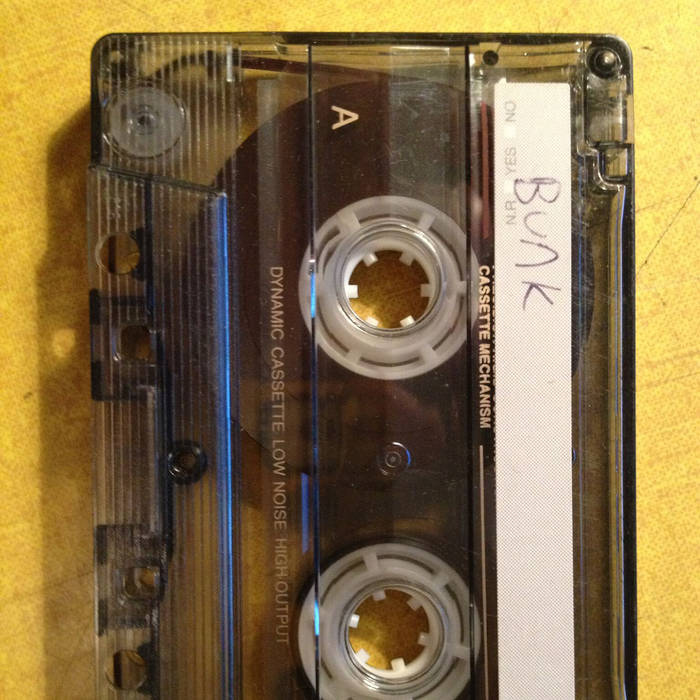 N.R YES NO
BUNK
CASSETTE MECHANISM
A
DYNAMIC CASSETTE LOW NOISE HIGH OUTPUT